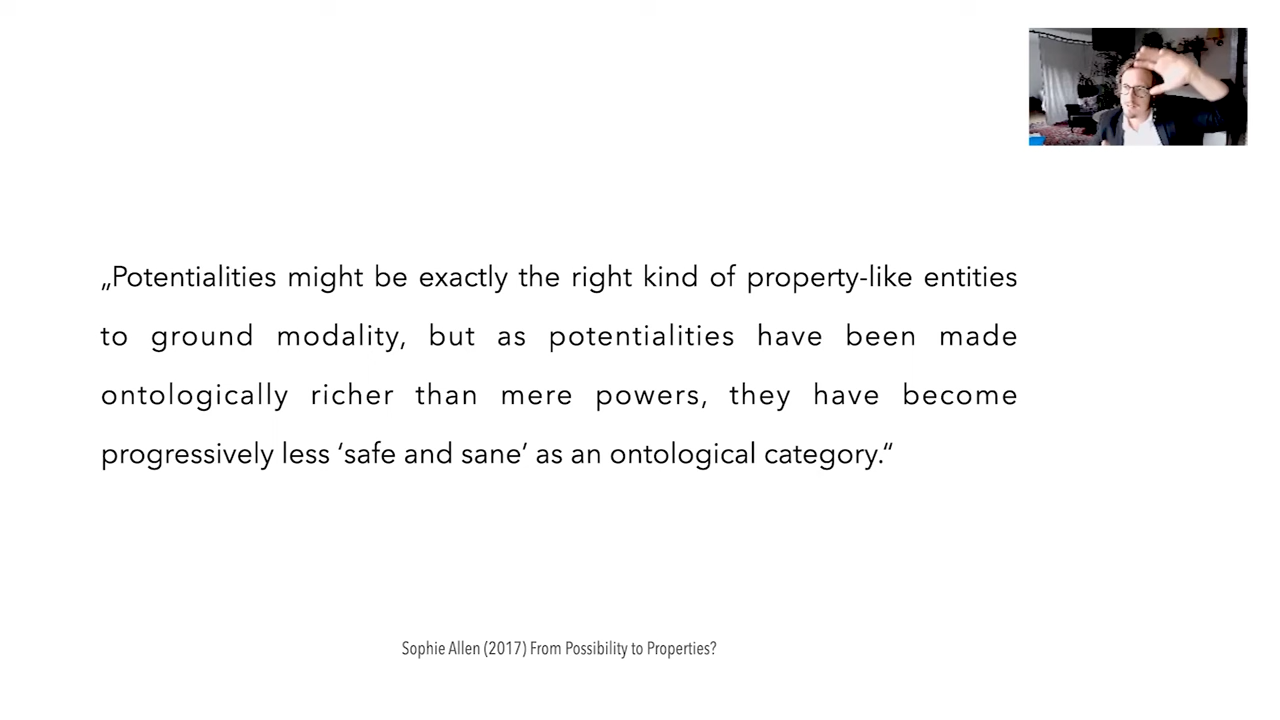 „Potentialities might be exactly the right kind of property-like entities
to ground modality, but as potentialities have been made
ontologically richer than mere powers, they have become
progressively less ‘safe and sane’ as an ontological category.“
Sophie Allen (2017) From Possibility to Properties?